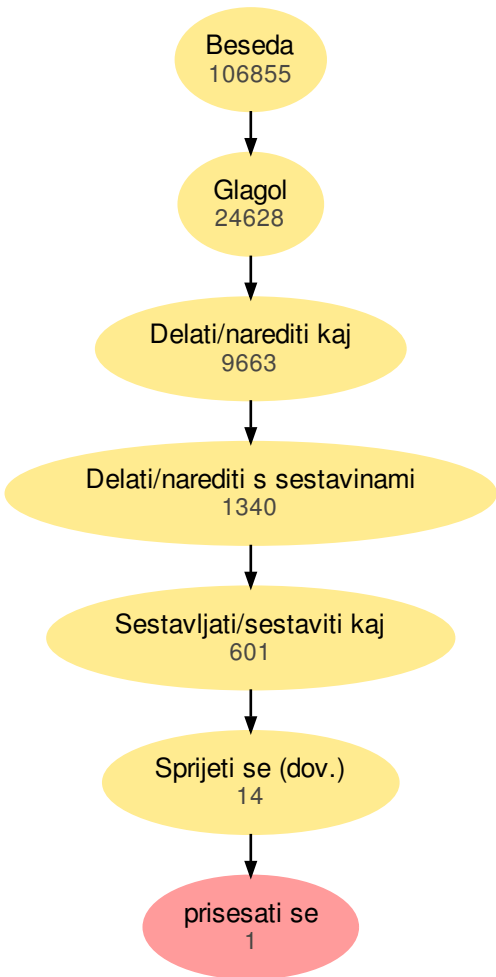 Beseda
106855
Glagol
24628
Delati/narediti kaj
9663
Delati/narediti s sestavinami
1340
Sestavljati/sestaviti kaj
601
Sprijeti se (dov.)
14
prisesati se
1